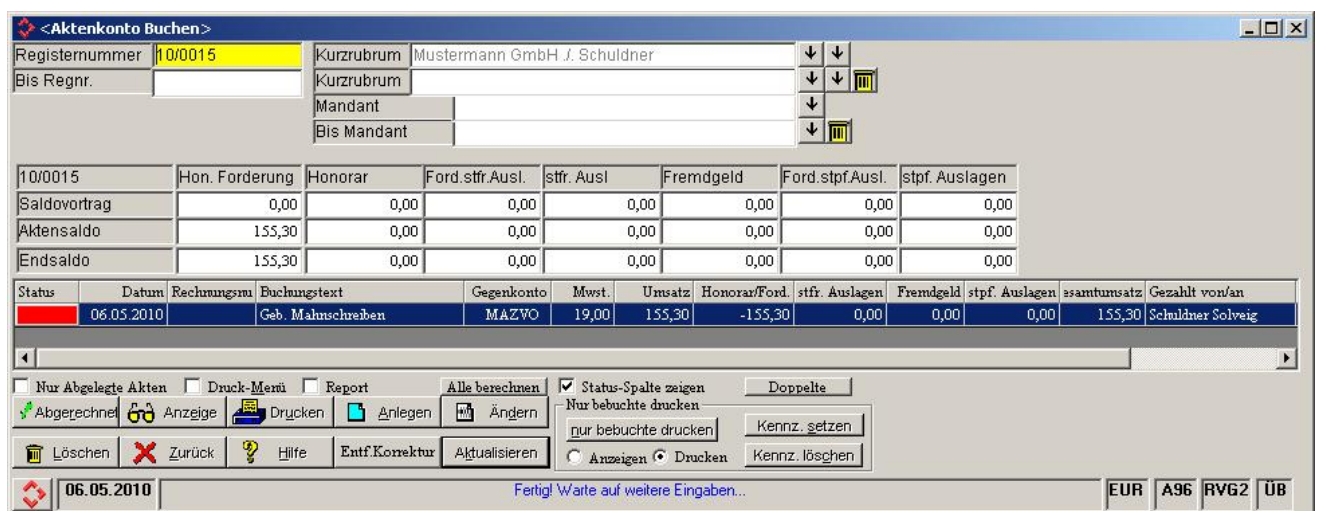 <Aktenkonto Buchen>
Registernummer 10/0015 Kurzrubrum Mustermann GmbH ./. Schuldner
Bis Regnr. Kurzrubrum
Mandant
Bis Mandant
10/0015 Hon. Forderung Honorar Ford.stfr.Ausl. stfr. Ausl Fremdgeld Ford.stpf.Ausl. stpf. Auslagen
Saldovortrag 0,00 0,00 0,00 0,00 0,00 0,00 0,00
Aktensaldo 155,30 0,00 0,00 0,00 0,00 0,00 0,00
Endsaldo 155,30 0,00 0,00 0,00 0,00 0,00 0,00
Status Datum Rechnungsnu Buchungstext Gegenkonto Mwst. Umsatz Honorar/Ford. stfr. Auslagen Fremdgeld stpf. Auslagen esamtumsatz Gezahlt von/an
06.05.2010 Geb. Mahnschreiben MAZVO 19,00 155,30 -155,30 0,00 0,00 0,00 155,30 Schuldner Solveig
Nur Abgelegte Akten Druck-Menü Report Alle berechnen Status-Spalte zeigen Doppelte
Abgerechnet Anzeige Drucken Anlegen Ändern Nur bebuchte drucken
nur bebuchte drucken Kennz. setzen
Löschen Zurück Hilfe Entf.Korrektur Aktualisieren Anzeigen Drucken Kennz. löschen
06.05.2010 Fertig! Warte auf weitere Eingaben... EUR A96 RVG2 ÜB